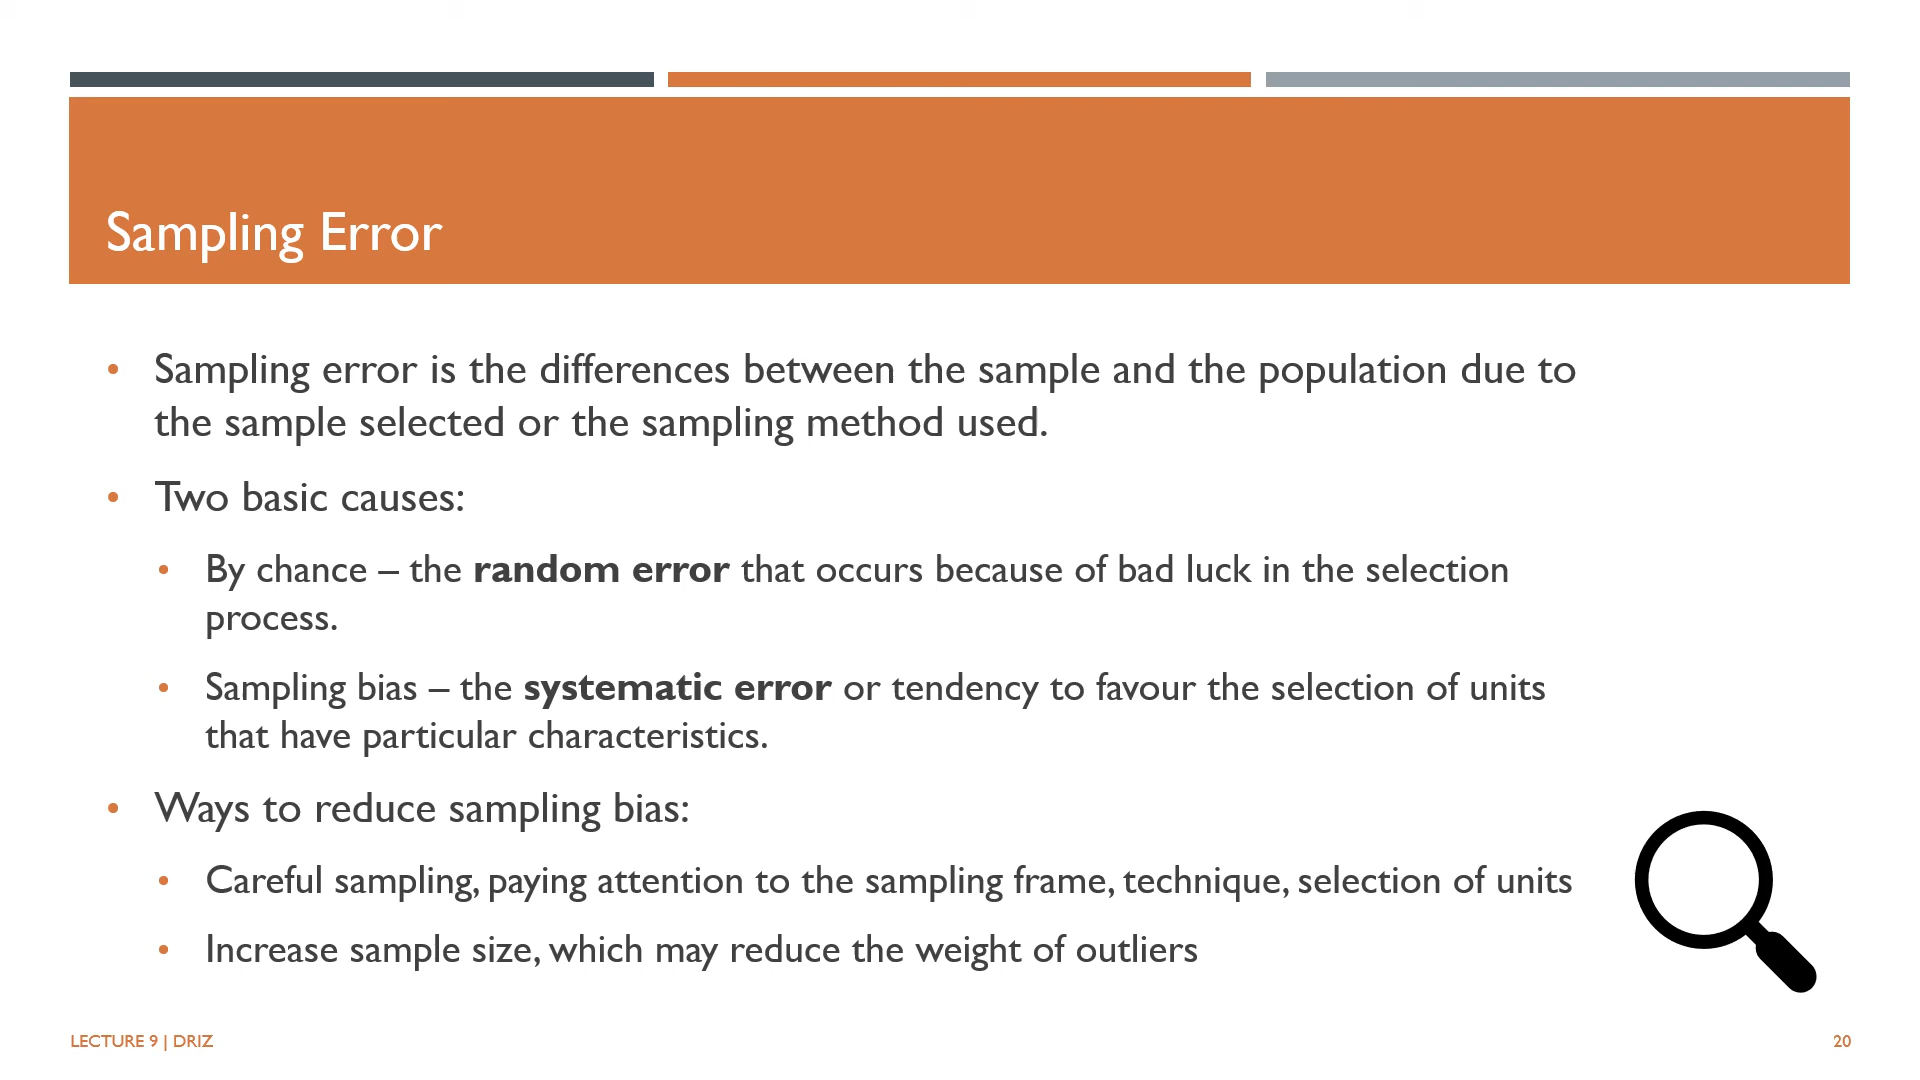 Sampling Error
• Sampling error is the differences between the sample and the population due to
the sample selected or the sampling method used.
• Two basic causes:
• By chance – the random error that occurs because of bad luck in the selection
process.
• Sampling bias – the systematic error or tendency to favour the selection of units
that have particular characteristics.
• Ways to reduce sampling bias:
• Careful sampling, paying attention to the sampling frame, technique, selection of units
• Increase sample size, which may reduce the weight of outliers
LECTURE 9 | DRIZ
20